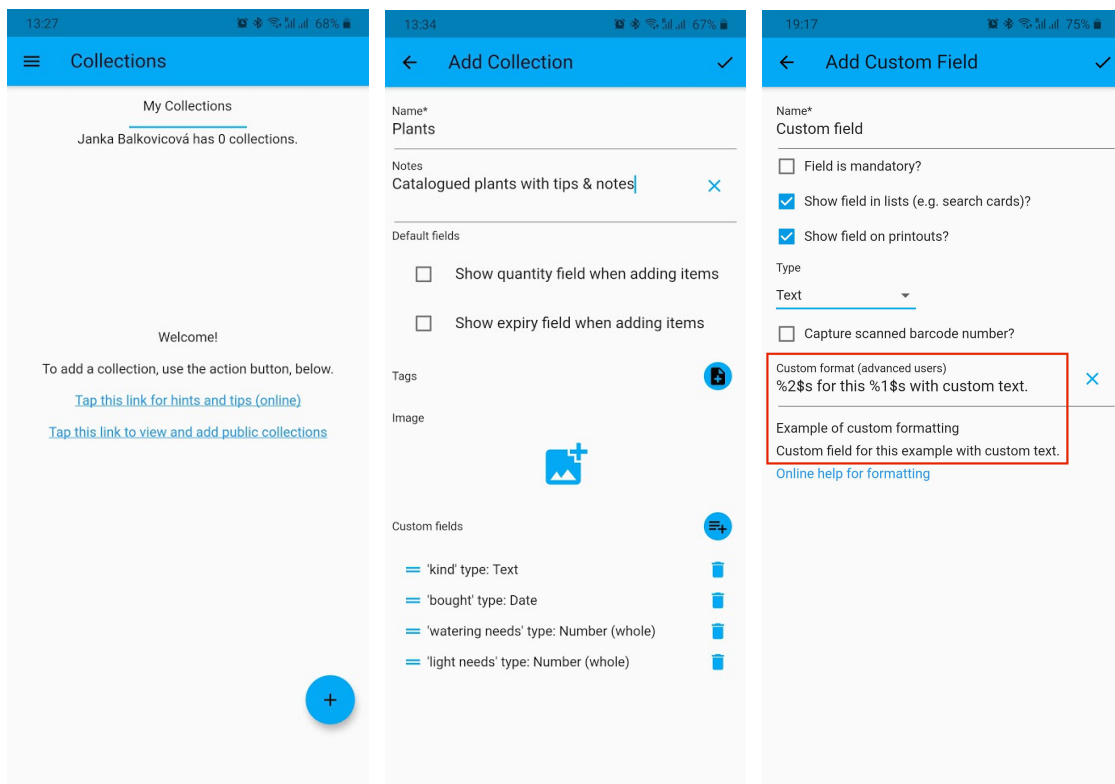 13:27
68%
Collections
My Collections
Janka Balkovicová has 0 collections.
Welcome!
To add a collection, use the action button, below.
Tap this link for hints and tips (online)
Tap this link to view and add public collections
13:34
67%
Add Collection
Name*
Plants
Notes
Catalogued plants with tips & notes
Default fields
Show quantity field when adding items
Show expiry field when adding items
Tags
Image
Custom fields
'kind' type: Text
'bought' type: Date
'watering needs' type: Number (whole)
'light needs' type: Number (whole)
19:17
75%
Add Custom Field
Name*
Custom field
Field is mandatory?
Show field in lists (e.g. search cards)?
Show field on printouts?
Type
Text
Capture scanned barcode number?
Custom format (advanced users)
%2$s for this %1$s with custom text.
Example of custom formatting
Custom field for this example with custom text.
Online help for formatting